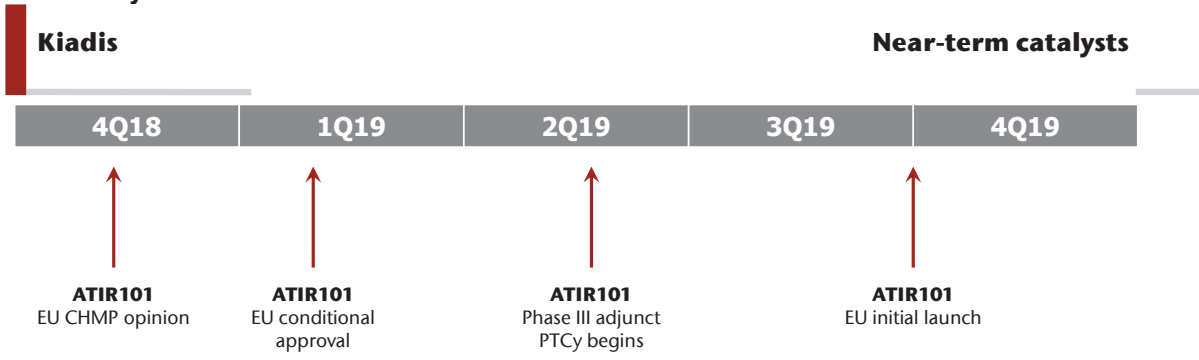 Kiadis
Near-term catalysts
4Q18 1Q19 2Q19 3Q19 4Q19
ATIR101
EU CHMP opinion
ATIR101
EU conditional
approval
ATIR101
Phase III adjunct
PTCy begins
ATIR101
EU initial launch